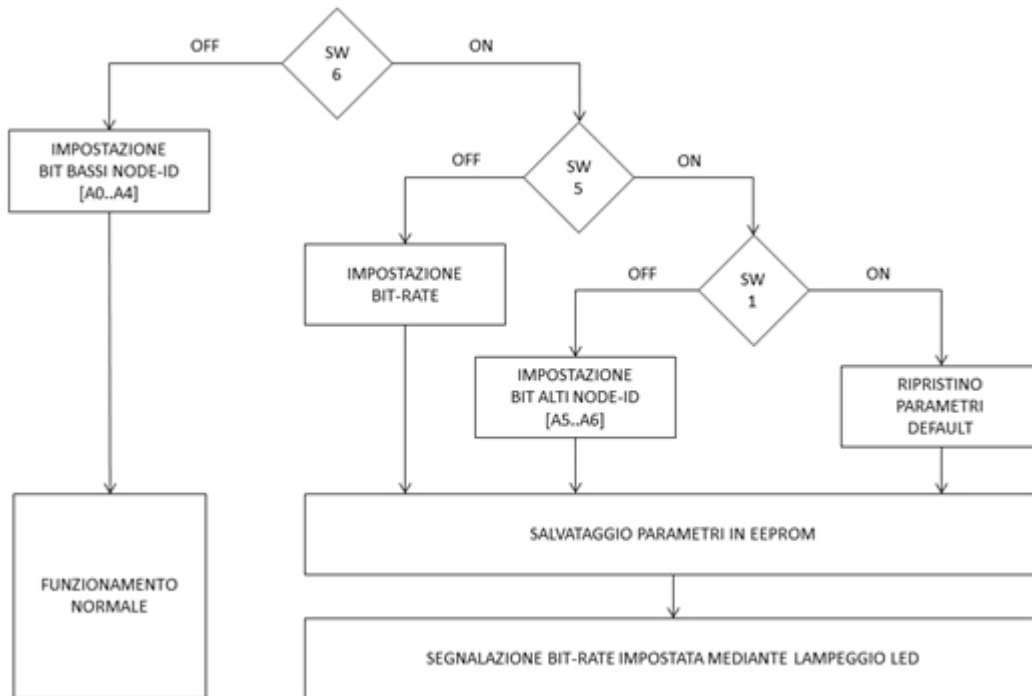 OFF
SW
6
ON
IMPOSTAZIONE
BIT BASSI NODE-ID
[A0..A4]
OFF
SW
5
ON
IMPOSTAZIONE
BIT-RATE
OFF
SW
1
ON
IMPOSTAZIONE
BIT ALTI NODE-ID
[A5..A6]
RIPRISTINO
PARAMETRI
DEFAULT
SALVATAGGIO PARAMETRI IN EEPROM
FUNZIONAMENTO
NORMALE
SEGNALAZIONE BIT-RATE IMPOSTATA MEDIANTE LAMPEGGIO LED